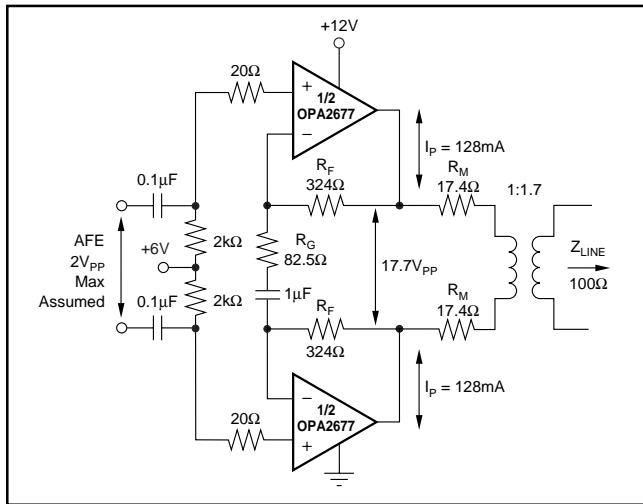 +12V
20Ω
+
1/2
OPA2677
−
I_P = 128mA
R_F
324Ω
R_M
17.4Ω
1:1.7
0.1μF
AFE
2V_PP
Max
Assumed
2kΩ
+6V
2kΩ
0.1μF
R_G
82.5Ω
1μF
17.7V_PP
Z_LINE
100Ω
R_F
324Ω
R_M
17.4Ω
20Ω
−
1/2
OPA2677
+
I_P = 128mA